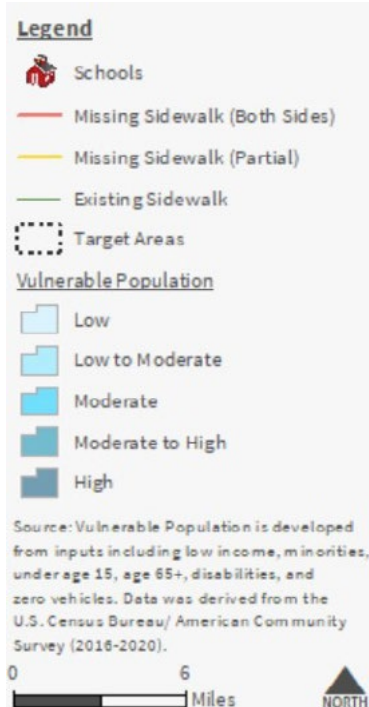 Legend
Schools
Missing Sidewalk (Both Sides)
Missing Sidewalk (Partial)
Existing Sidewalk
Target Areas
Vulnerable Population
Low
Low to Moderate
Moderate
Moderate to High
High
Source: Vulnerable Population is developed
from inputs including low income, minorities,
under age 15, age 65+, disabilities, and
zero vehicles. Data was derived from the
U.S. Census Bureau/ American Community
Survey (2016-2020).
0 6
Miles
NORTH